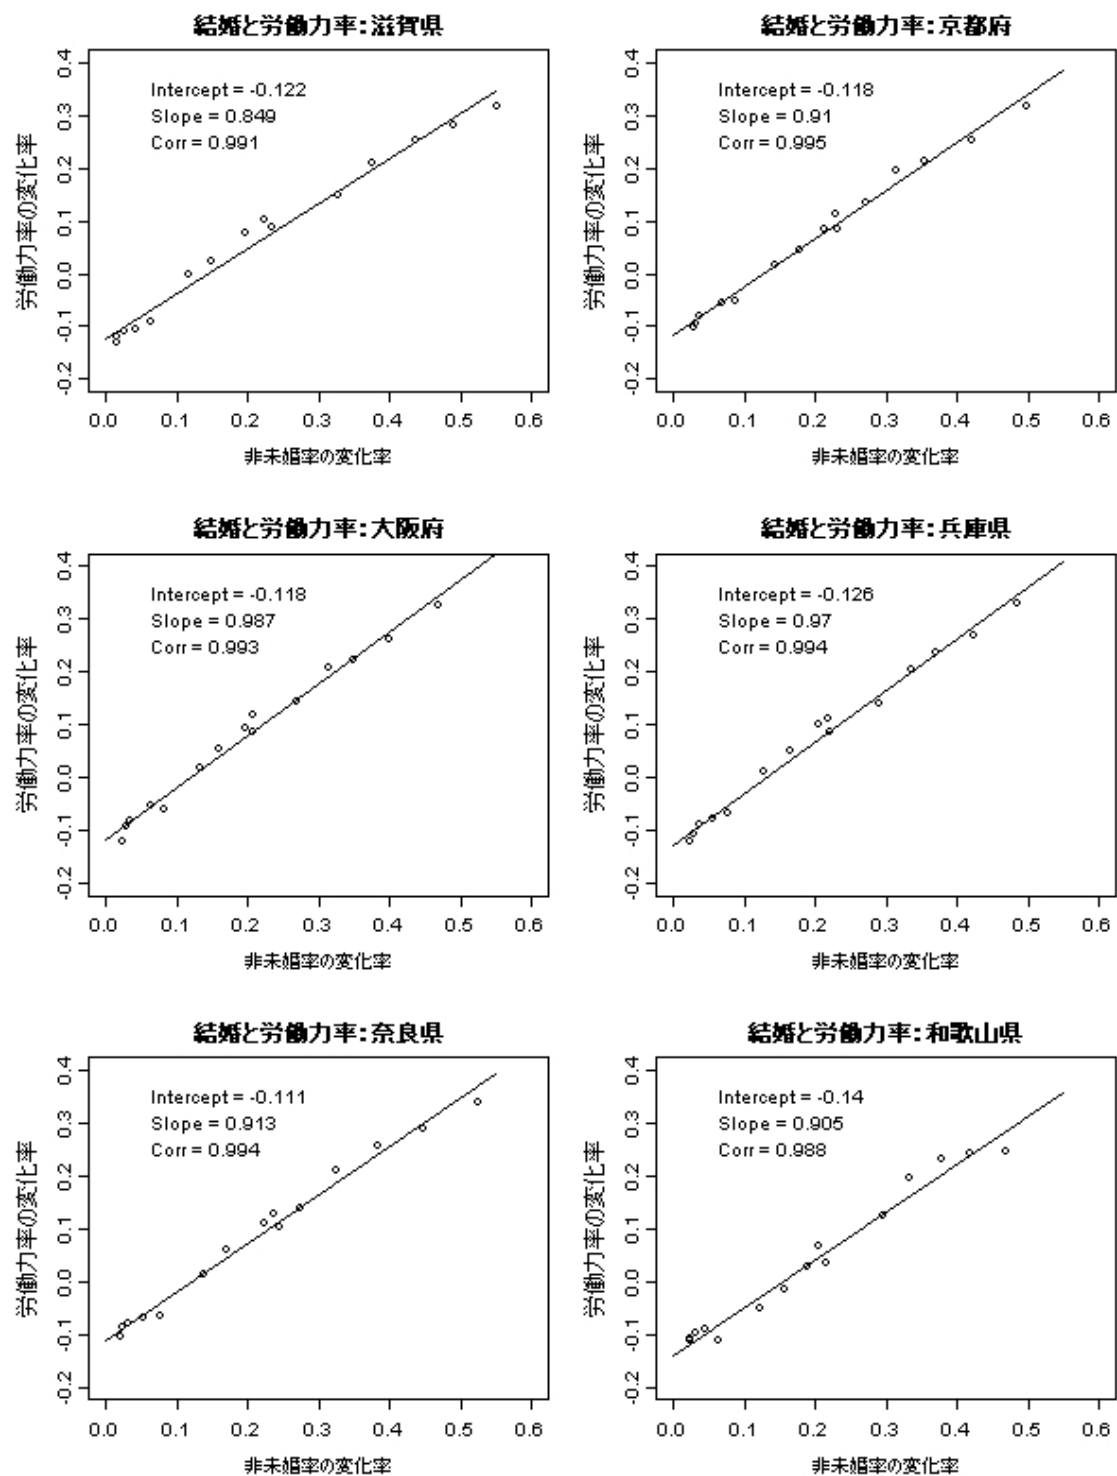 結婚と労働力率：滋賀県
Intercept = -0.122
Slope = 0.849
Corr = 0.991
労働力率の変化率
0.4
0.3
0.2
0.1
0.0
-0.1
-0.2
0.0 0.1 0.2 0.3 0.4 0.5 0.6
非未婚率の変化率
結婚と労働力率：京都府
Intercept = -0.118
Slope = 0.91
Corr = 0.995
労働力率の変化率
0.4
0.3
0.2
0.1
0.0
-0.1
-0.2
0.0 0.1 0.2 0.3 0.4 0.5 0.6
非未婚率の変化率
結婚と労働力率：大阪府
Intercept = -0.118
Slope = 0.987
Corr = 0.993
労働力率の変化率
0.4
0.3
0.2
0.1
0.0
-0.1
-0.2
0.0 0.1 0.2 0.3 0.4 0.5 0.6
非未婚率の変化率
結婚と労働力率：兵庫県
Intercept = -0.126
Slope = 0.97
Corr = 0.994
労働力率の変化率
0.4
0.3
0.2
0.1
0.0
-0.1
-0.2
0.0 0.1 0.2 0.3 0.4 0.5 0.6
非未婚率の変化率
結婚と労働力率：奈良県
Intercept = -0.111
Slope = 0.913
Corr = 0.994
労働力率の変化率
0.4
0.3
0.2
0.1
0.0
-0.1
-0.2
0.0 0.1 0.2 0.3 0.4 0.5 0.6
非未婚率の変化率
結婚と労働力率：和歌山県
Intercept = -0.14
Slope = 0.905
Corr = 0.988
労働力率の変化率
0.4
0.3
0.2
0.1
0.0
-0.1
-0.2
0.0 0.1 0.2 0.3 0.4 0.5 0.6
非未婚率の変化率